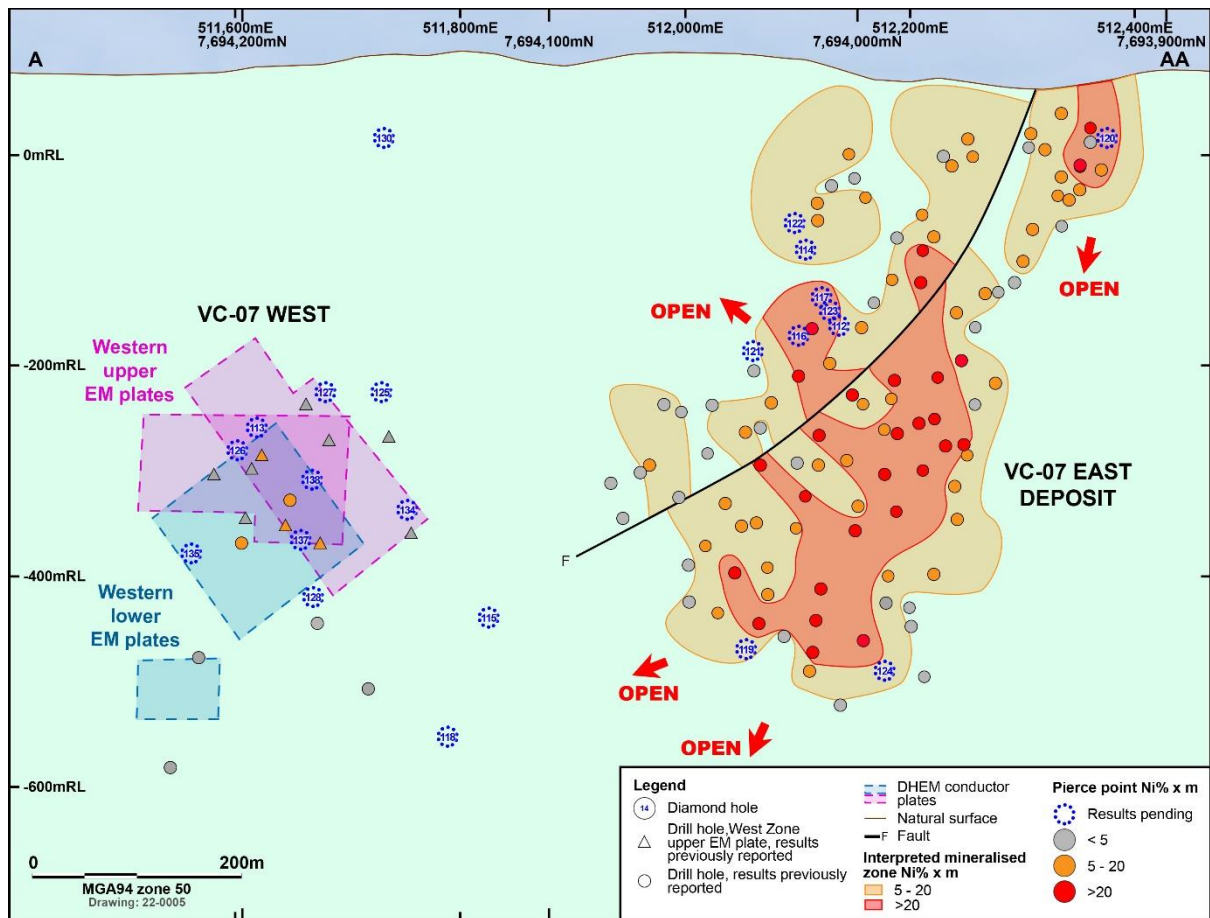 511,600mE
7,694,200mN
511,800mE
7,694,100mN
512,000mE
7,694,000mN
512,200mE
512,400mE
7,693,900mN
A
AA
0mRL
-200mRL
-400mRL
-600mRL
130
120
122
114
117
123
112
116
121
OPEN
OPEN
VC-07 WEST
Western
upper
EM plates
127
125
113
126
138
134
137
135
128
115
118
Western
lower
EM plates
VC-07 EAST
DEPOSIT
F
119
124
OPEN
OPEN
0
200m
MGA94 zone 50
Drawing: 22-0005
Legend
14 Diamond hole
Drill hole,West Zone
upper EM plate, results
previously reported
Drill hole, results previously
reported
DHEM conductor
plates
Natural surface
F Fault
Interpreted mineralised
zone Ni% x m
5 - 20
>20
Pierce point Ni% x m
Results pending
< 5
5 - 20
>20